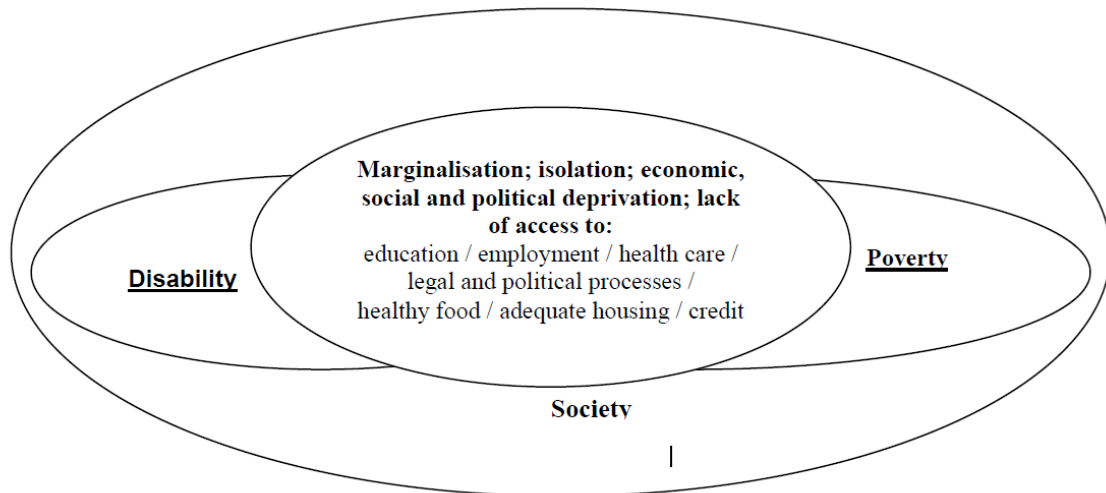 Marginalisation; isolation; economic,
social and political deprivation; lack
of access to:
education / employment / health care /
legal and political processes /
healthy food / adequate housing / credit
Disability
Poverty
Society